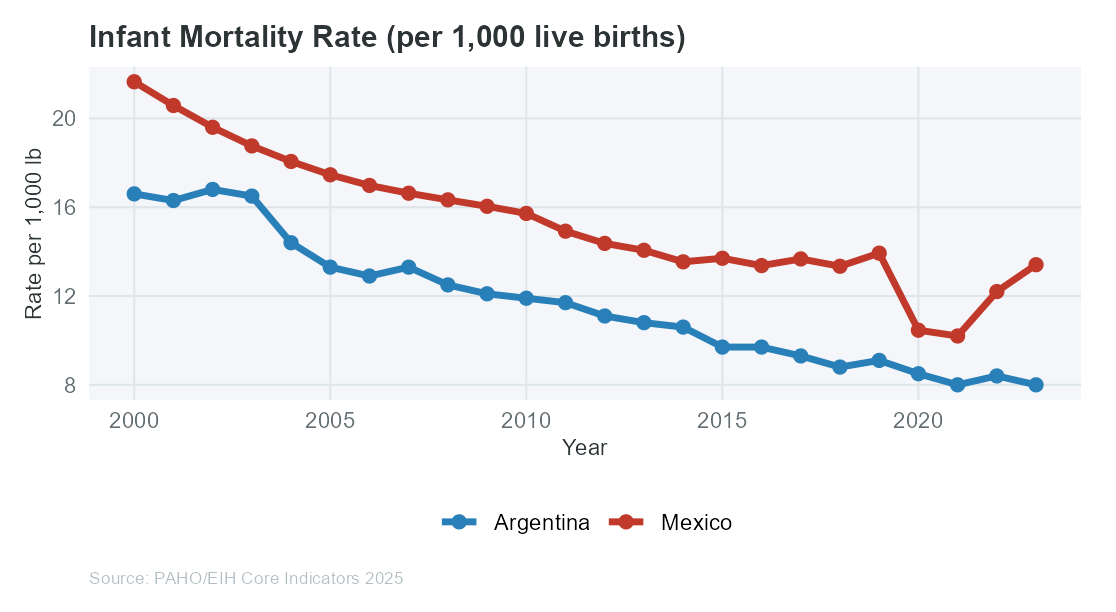 Infant Mortality Rate (per 1,000 live births)
Rate per 1,000 lb
20
16
12
8
2000 2005 2010 2015 2020
Year
Argentina Mexico
Source: PAHO/EIH Core Indicators 2025